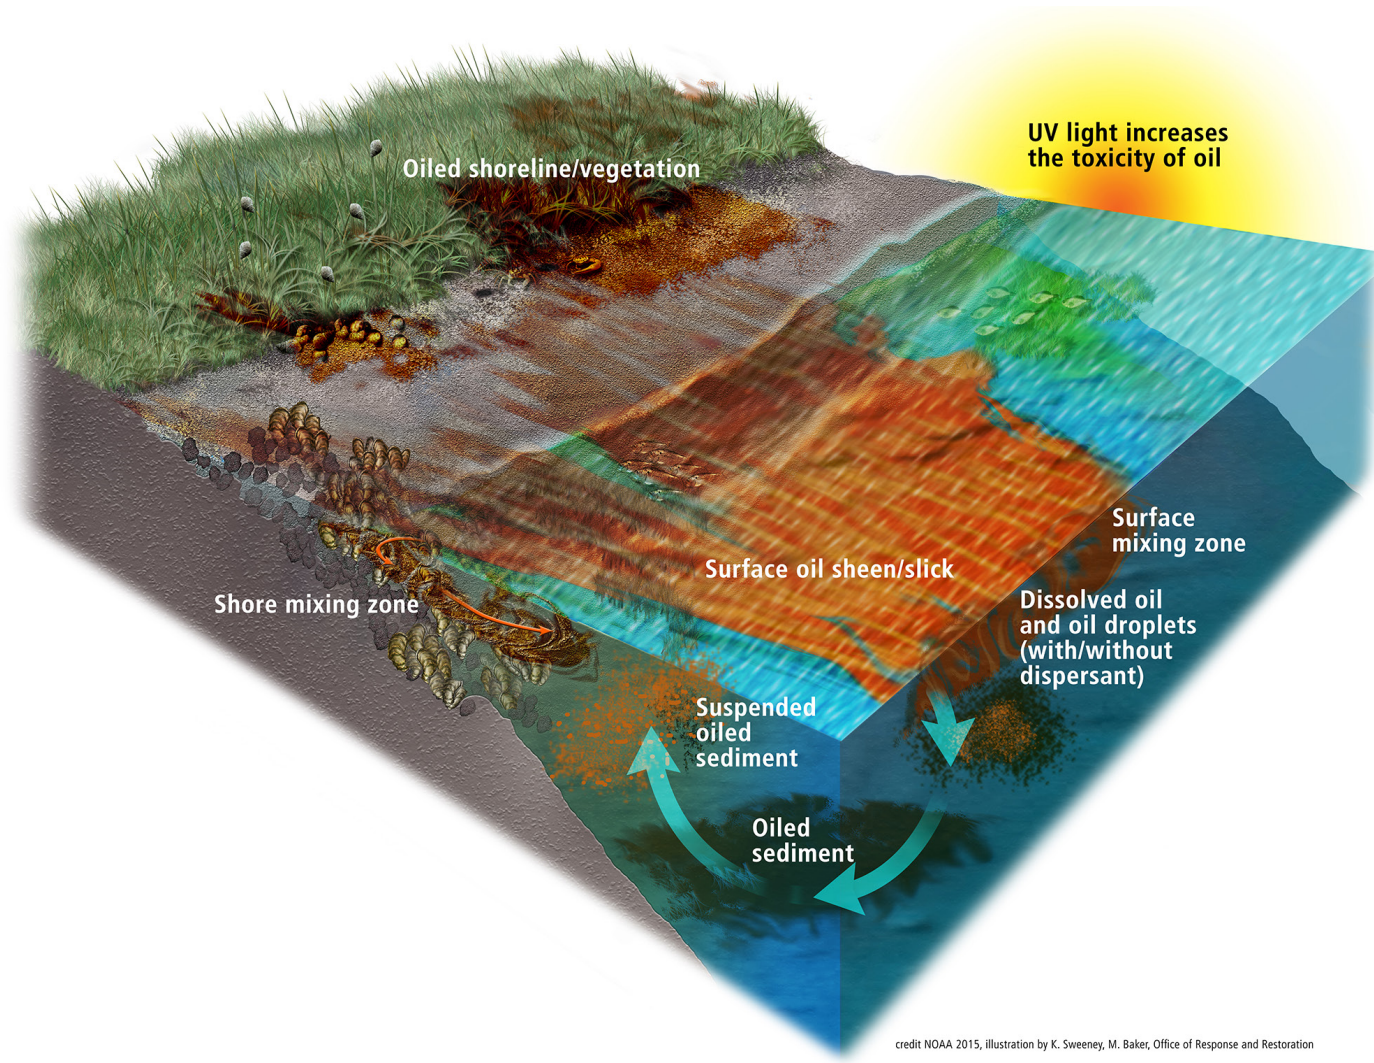 UV light increases
the toxicity of oil
Oiled shoreline/vegetation
Surface
mixing zone
Surface oil sheen/slick
Dissolved oil
and oil droplets
(with/without
dispersant)
Shore mixing zone
Suspended
oiled
sediment
Oiled
sediment
credit NOAA 2015, illustration by K. Sweeney, M. Baker, Office of Response and Restoration